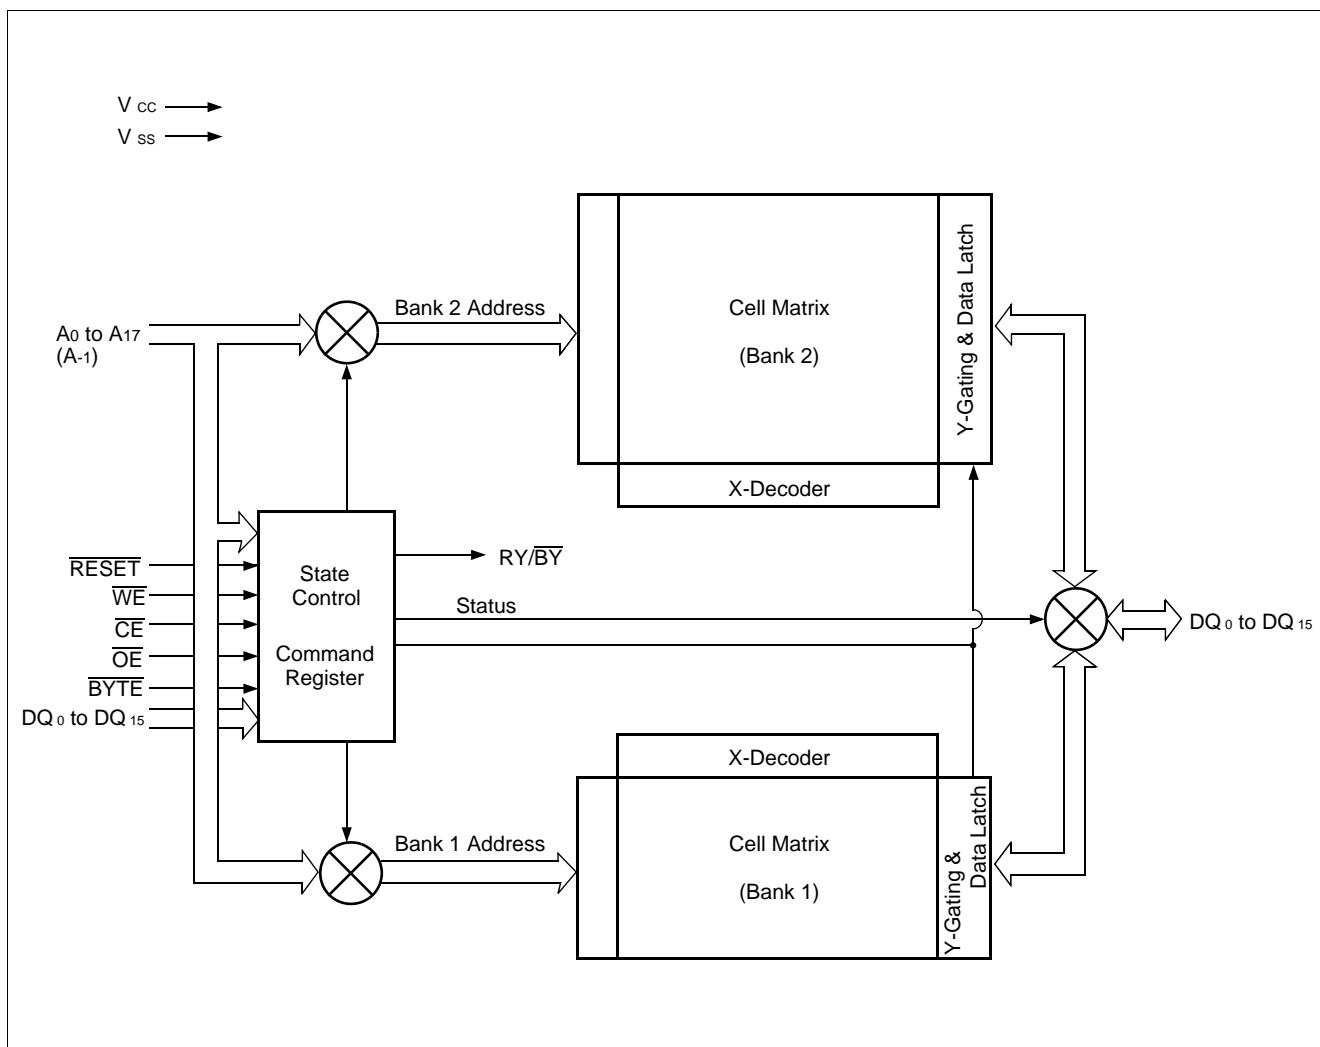 V CC
V SS
Bank 2 Address
Cell Matrix
(Bank 2)
Y-Gating & Data Latch
A0 to A17
(A-1)
X-Decoder
RESET
WE
CE
OE
BYTE
DQ 0 to DQ 15
State
Control
Command
Register
RY/BY
Status
DQ 0 to DQ 15
X-Decoder
Bank 1 Address
Cell Matrix
(Bank 1)
Y-Gating &
Data Latch